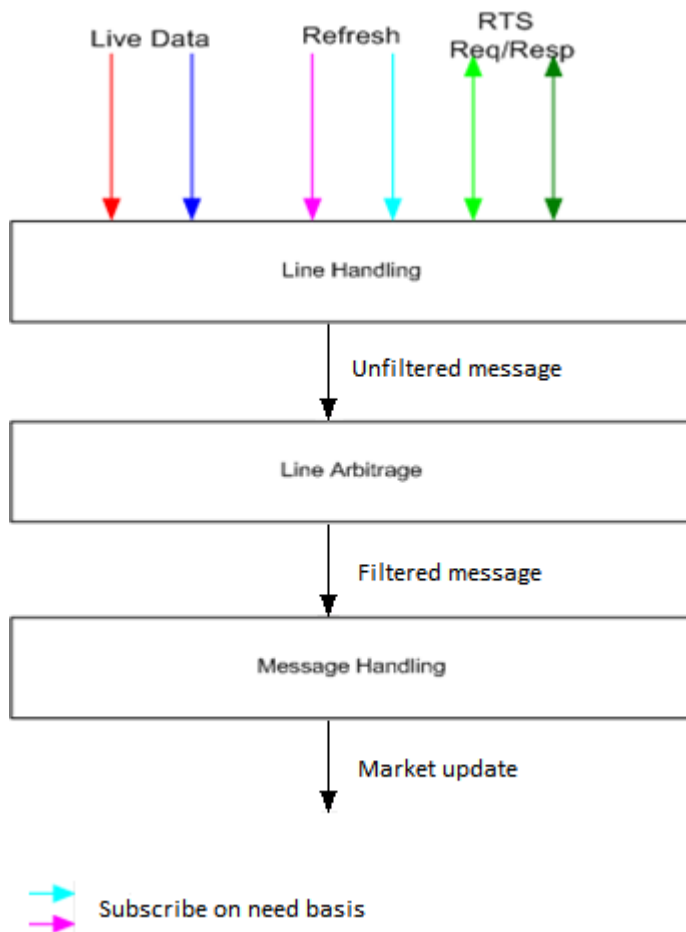 Live Data
Refresh
RTS
Req/Resp
Line Handling
Unfiltered message
Line Arbitrage
Filtered message
Message Handling
Market update
Subscribe on need basis